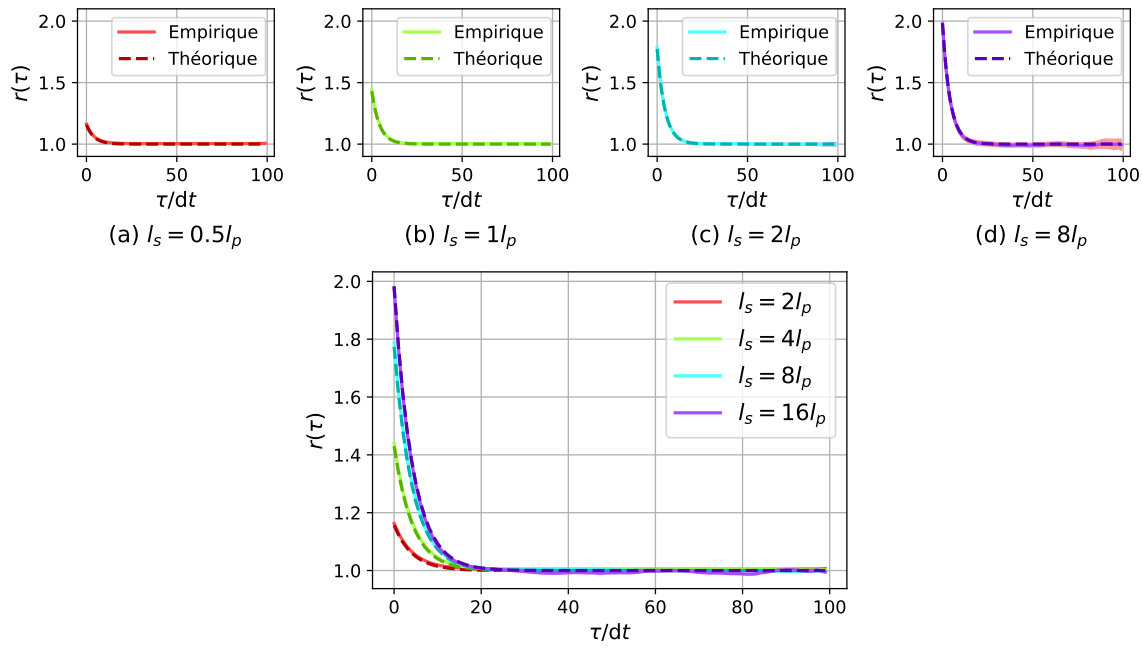 2.0
1.5
1.0
r(τ)
0 50 100
τ/dt
Empirique
Théorique
(a) l_s = 0.5l_p
2.0
1.5
1.0
r(τ)
0 50 100
τ/dt
Empirique
Théorique
(b) l_s = 1l_p
2.0
1.5
1.0
r(τ)
0 50 100
τ/dt
Empirique
Théorique
(c) l_s = 2l_p
2.0
1.5
1.0
r(τ)
0 50 100
τ/dt
Empirique
Théorique
(d) l_s = 8l_p
2.0
1.8
1.6
1.4
1.2
1.0
r(τ)
l_s = 2l_p
l_s = 4l_p
l_s = 8l_p
l_s = 16l_p
0 20 40 60 80 100
τ/dt